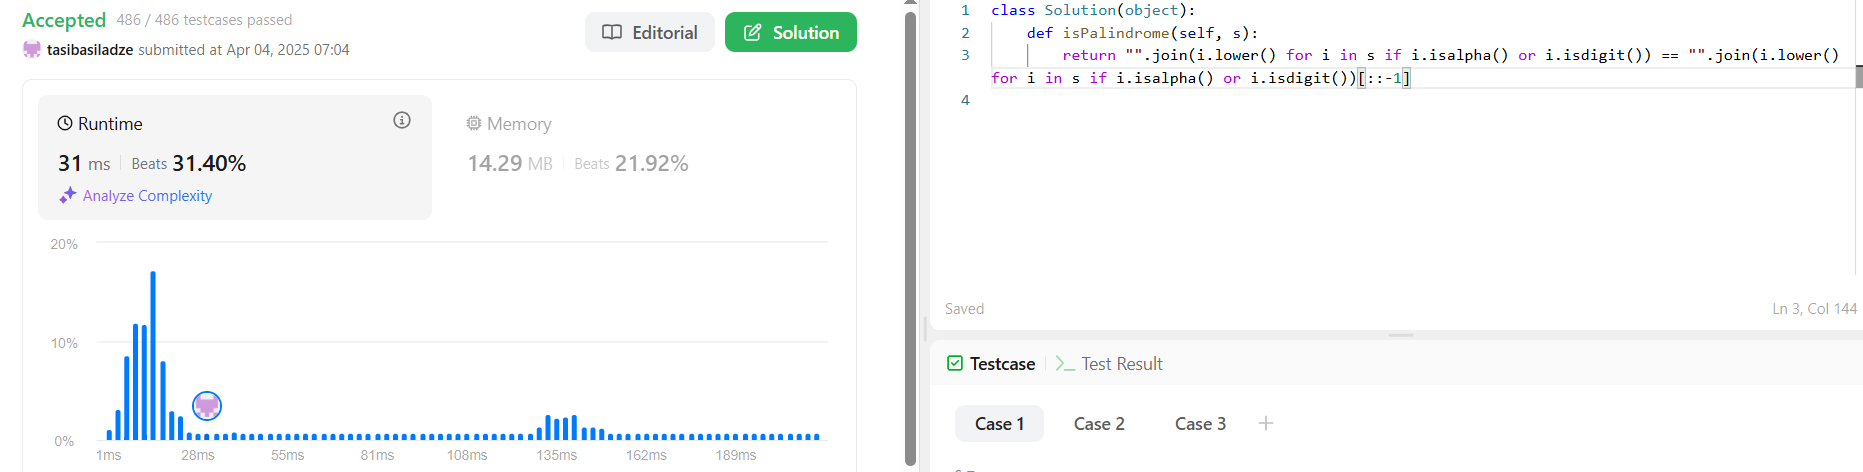 Accepted 486 / 486 testcases passed
tasibasiladze submitted at Apr 04, 2025 07:04
Editorial
Solution
Runtime
31 ms Beats 31.40%
Analyze Complexity
Memory
14.29 MB Beats 21.92%
20%
10%
0%
1ms 28ms 55ms 81ms 108ms 135ms 162ms 189ms
1 class Solution(object):
2 def isPalindrome(self, s):
3 return "".join(i.lower() for i in s if i.isalpha() or i.isdigit()) == "".join(i.lower()
for i in s if i.isalpha() or i.isdigit())[::-1]
4
Saved Ln 3, Col 144
Testcase >_ Test Result
Case 1 Case 2 Case 3 +